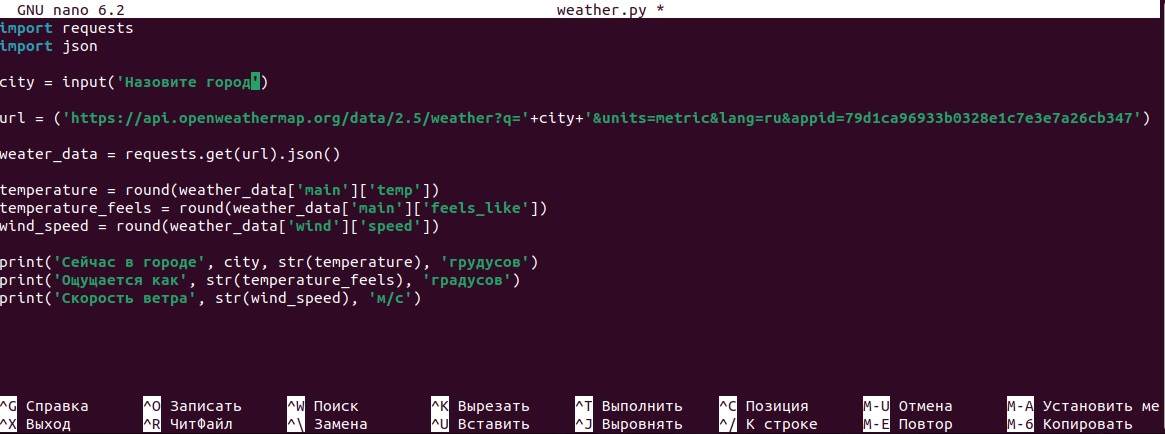 GNU nano 6.2 weather.py *
import requests
import json
city = input('Назовите город')
url = ('https://api.openweathermap.org/data/2.5/weather?q='+city+'&units=metric&lang=ru&appid=79d1ca96933b0328e1c7e3e7a26cb347')
weater_data = requests.get(url).json()
temperature = round(weather_data['main']['temp'])
temperature_feels = round(weather_data['main']['feels_like'])
wind_speed = round(weather_data['wind']['speed'])
print('Сейчас в городе', city, str(temperature), 'грудусов')
print('Ощущается как', str(temperature_feels), 'градусов')
print('Скорость ветра', str(wind_speed), 'м/с')
^G Справка ^O Записать ^W Поиск ^K Вырезать ^T Выполнить ^C Позиция M-U Отмена M-A Установить ме
^X Выход ^R ЧитФайл ^\ Замена ^U Вставить ^J Выровнять ^/ К строке M-E Повтор M-6 Копировать